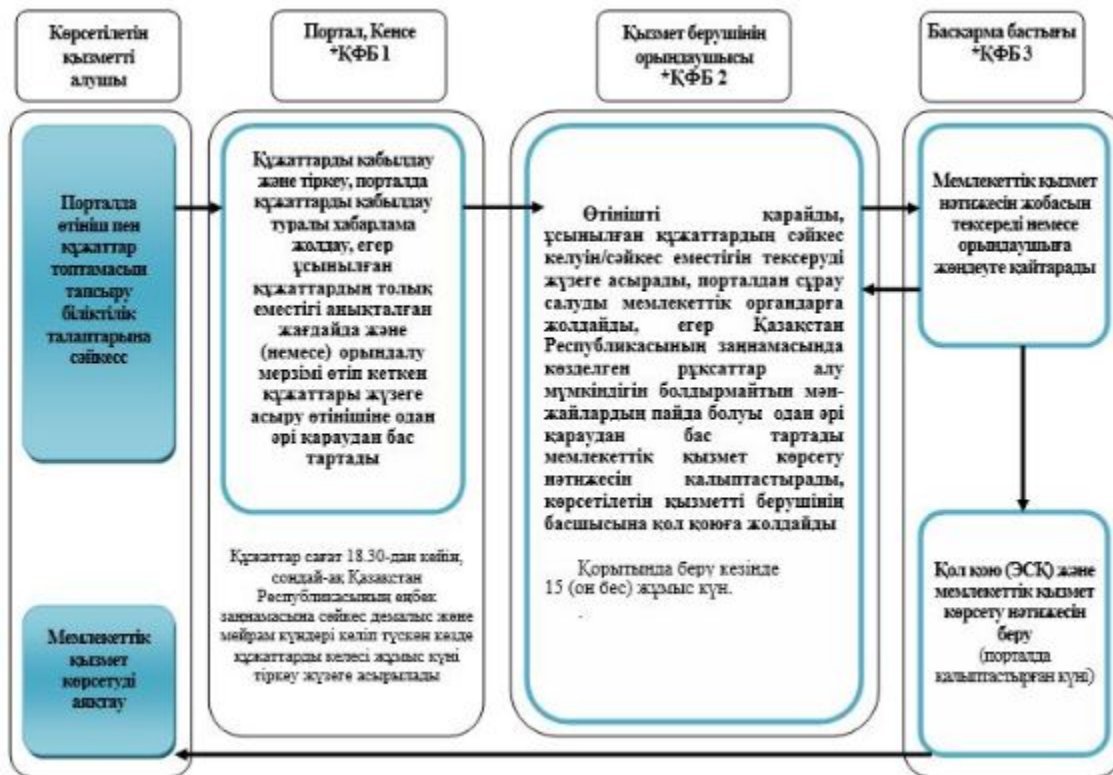 Көрсетілетін
қызметті
алушы
Портал, Кенсе
*ҚФБ 1
Қызмет берушінің
орындаушысы
*ҚФБ 2
Басқарма бастығы
*ҚФБ 3
Порталда
өтініш пен
құжаттар
топтамасын
тапсыру
біліктілік
талаптарына
сәйкесс
Құжаттарды қабылдау
және тіркеу, порталда
құжаттарды қабылдау
туралы хабарлама
жолдау, егер
ұсынылған
құжаттардың толық
еместігі анықталған
жағдайда және
(немесе) орындалу
мерзімі өтіп кеткен
құжаттары жүзеге
асыру өтінішіне одан
әрі қараудан бас
тартады
Құжаттар сағат 18.30-дан кейін,
сондай-ақ Қазақстан
Республикасының еңбек
заңнамасына сәйкес демалыс және
мейрам күндері келіп түскен кезде
құжаттарды келесі жұмыс күні
тіркеу жүзеге асырылады
Өтінішті қарайды,
ұсынылған құжаттардың сәйкес
келуін/сәйкес еместігін тексеруді
жүзеге асырады, порталдан сұрау
салуды мемлекеттік органдарға
жолдайды, егер Қазақстан
Республикасының заңнамасында
көзделген рұқсаттар алу
мүмкіндігін болдырмайтын мән-
жайлардың пайда болуы одан әрі
қараудан бас тартады
мемлекеттік қызмет көрсету
нәтижесін қалыптастырады,
көрсетілетін қызметті берушінің
басшысына қол қоюға жолдайды
Қорытында беру кезінде
15 (он бес) жұмыс күн.
.
Мемлекеттік қызмет
нәтижесін жобасын
тексереді немесе
орындаушыға
жөндеуге қайтарады
Қол қою (ЭСҚ) және
мемлекеттік қызмет
көрсету нәтижесін
беру
(порталда
қалыптастырған күні)
Мемлекеттік
қызмет
көрсетуді
аяқтау